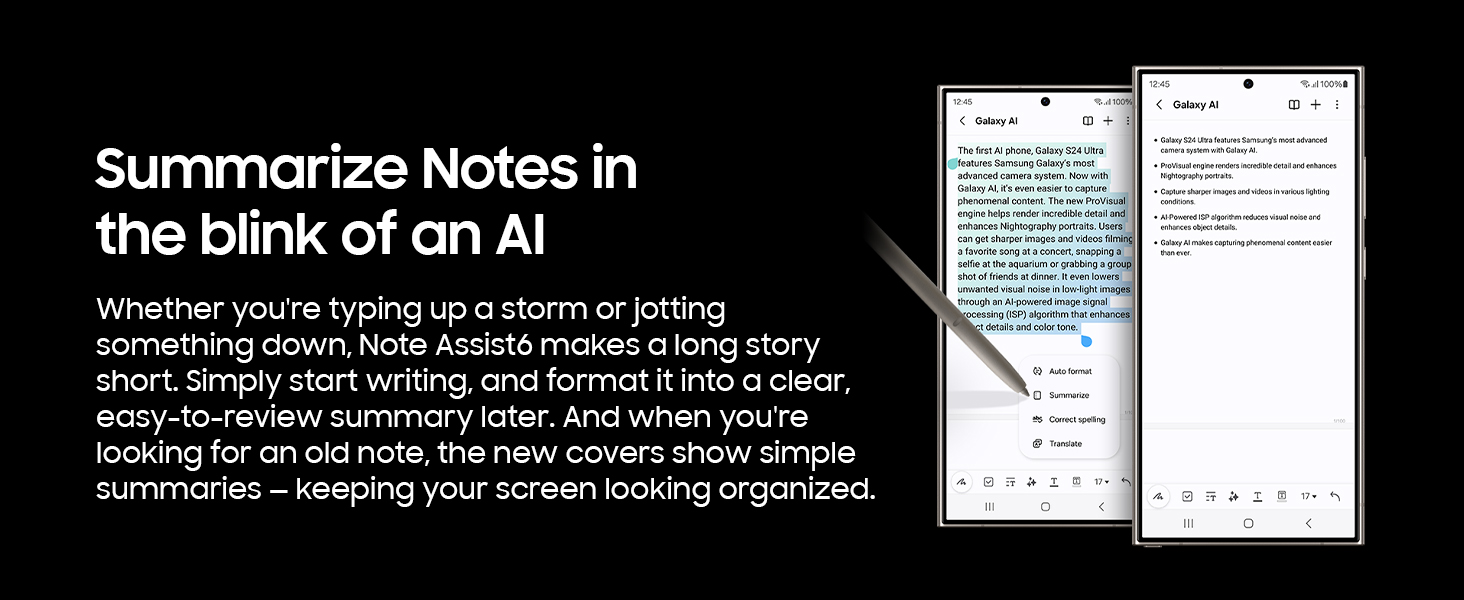 Summarize Notes in
the blink of an AI
Whether you're typing up a storm or jotting
something down, Note Assist6 makes a long story
short. Simply start writing, and format it into a clear,
easy-to-review summary later. And when you're
looking for an old note, the new covers show simple
summaries – keeping your screen looking organized.
12:45
100%
Galaxy AI
The first AI phone, Galaxy S24 Ultra
features Samsung Galaxy's most
advanced camera system. Now with
Galaxy AI, it's even easier to capture
phenomenal content. The new ProVisual
engine helps render incredible detail and
enhances Nightography portraits. Users
can get sharper images and videos filming
a favorite song at a concert, snapping a
selfie at the aquarium or grabbing a group
shot of friends at dinner. It even lowers
unwanted visual noise in low-light images
through an AI-powered image signal
processing (ISP) algorithm that enhances
details and color tone.
Auto format
Summarize
Correct spelling
Translate
17
12:45
100%
Galaxy AI
• Galaxy S24 Ultra features Samsung's most advanced
camera system with Galaxy AI.
• ProVisual engine renders incredible detail and enhances
Nightography portraits.
• Capture sharper images and videos in various lighting
conditions.
• AI-Powered ISP algorithm reduces visual noise and
enhances object details.
• Galaxy AI makes capturing phenomenal content easier
than ever.
17